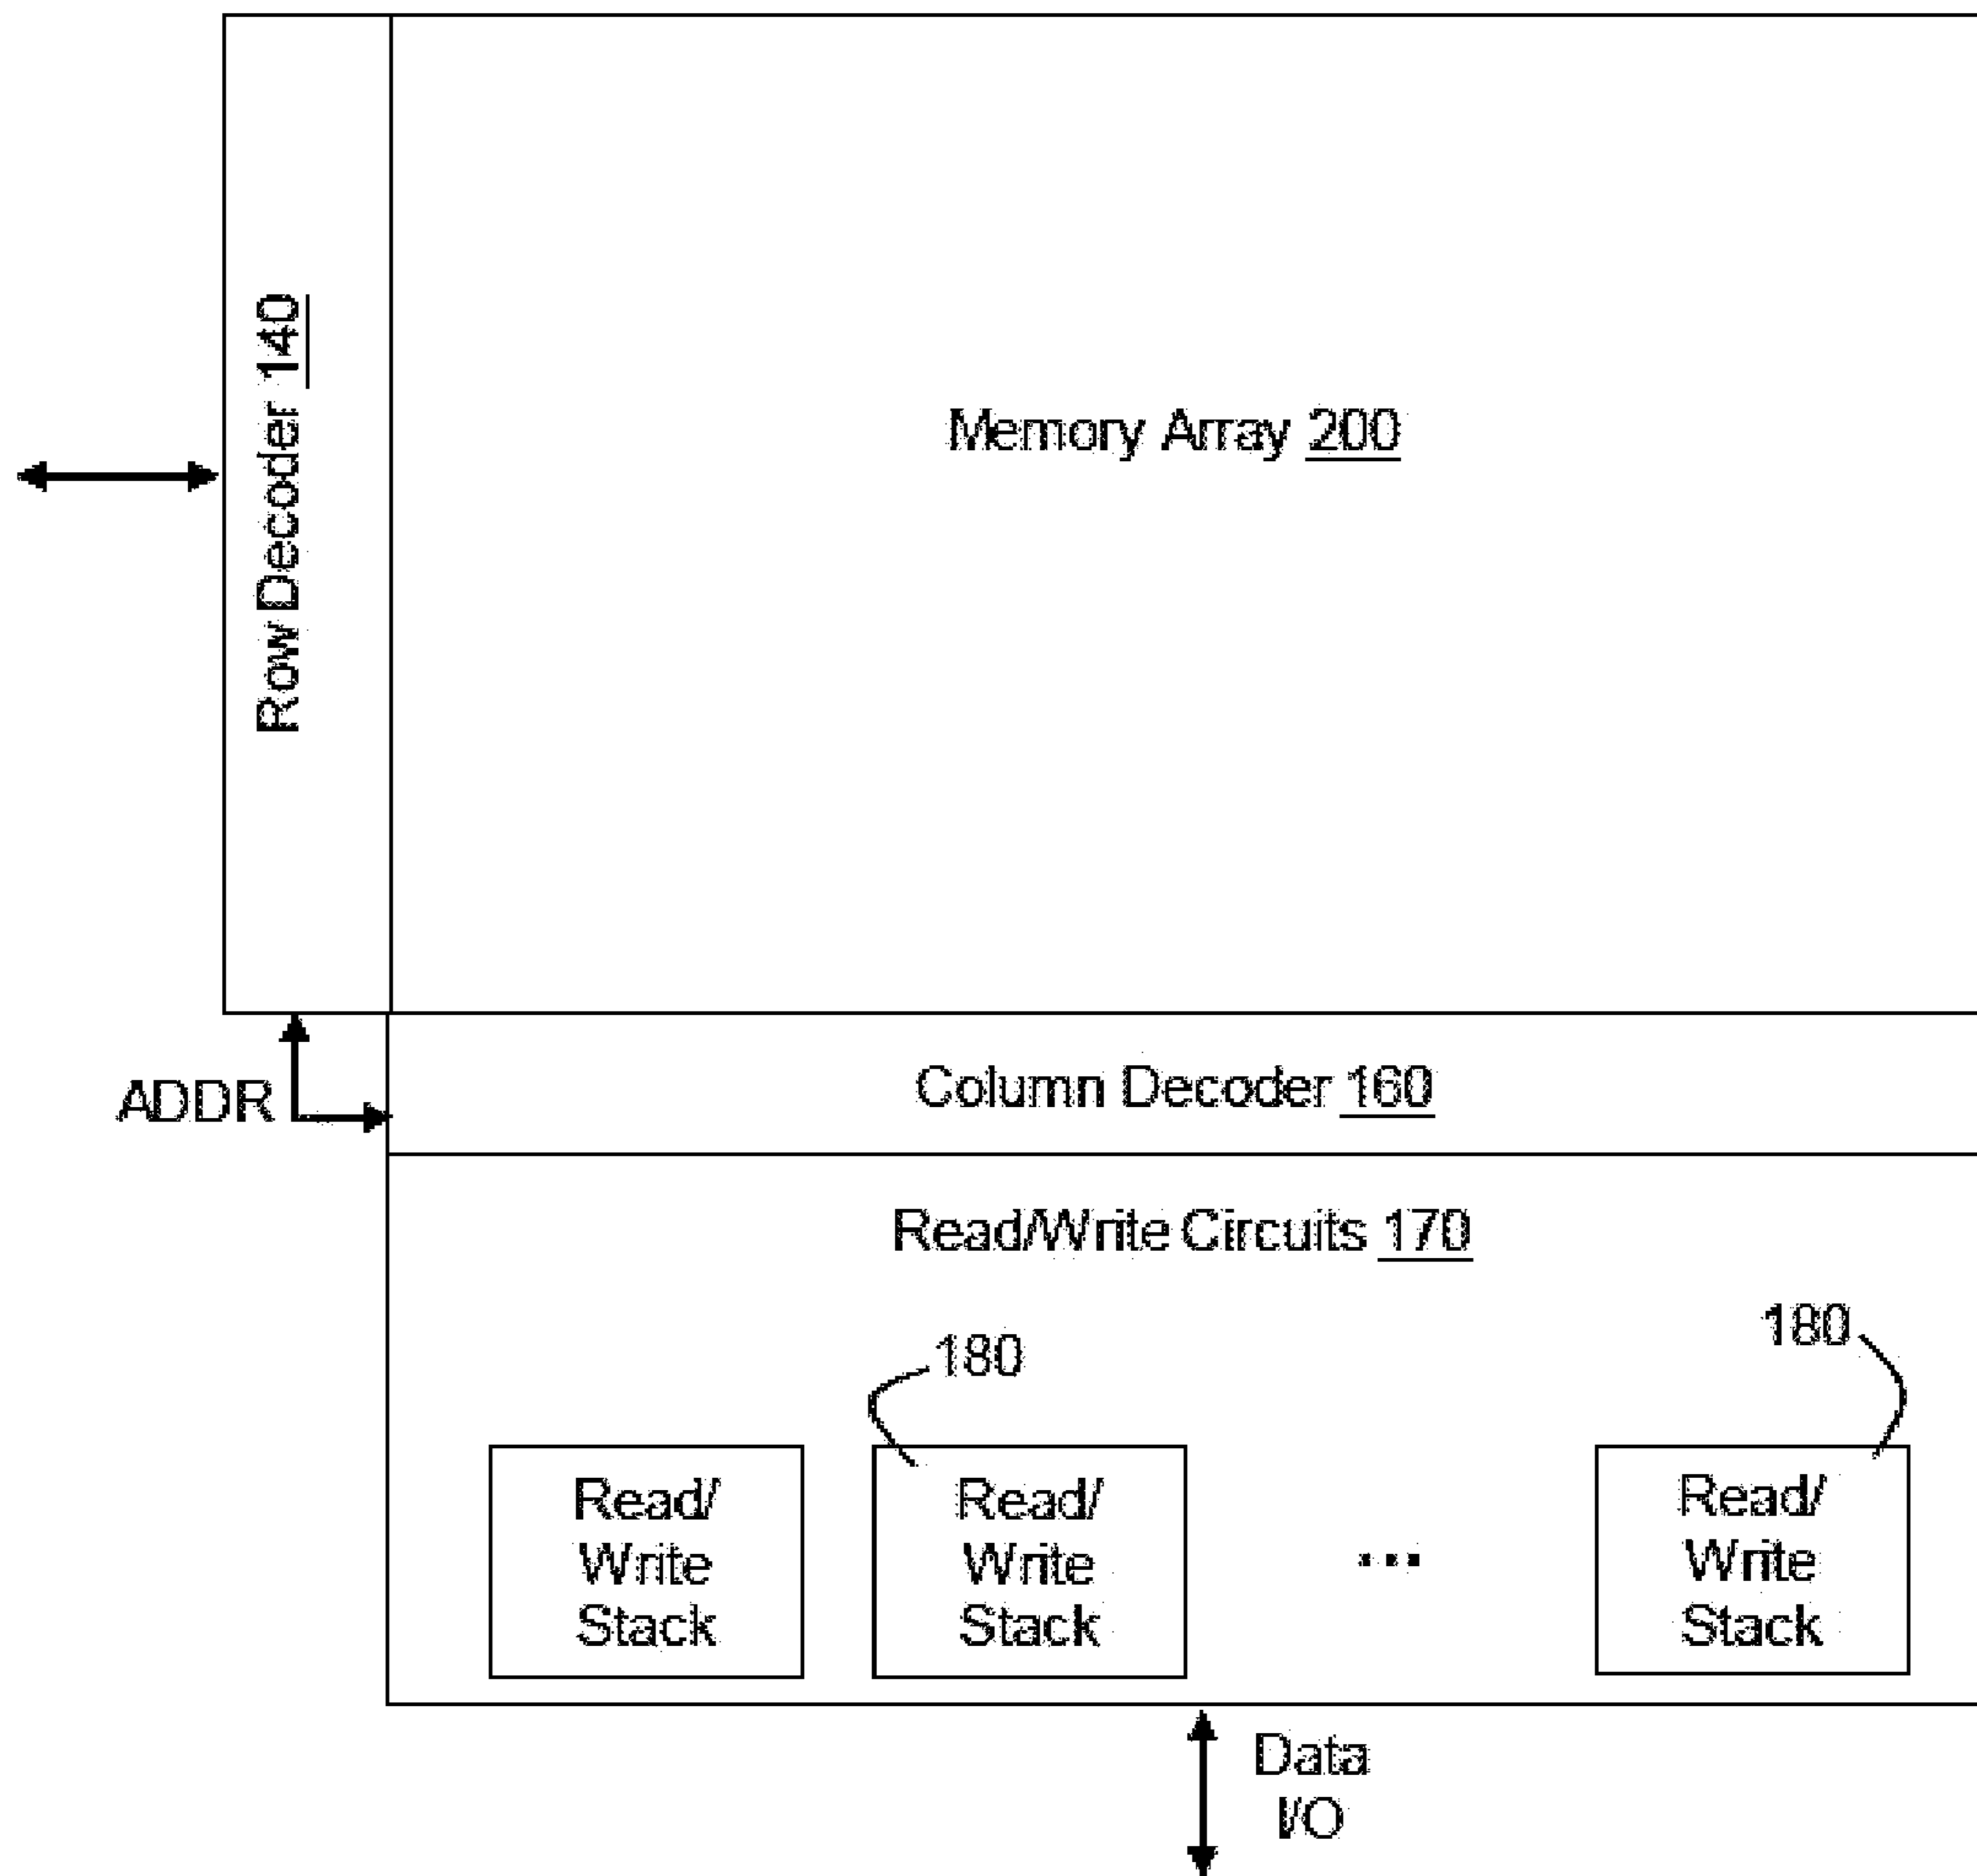 Row Decoder 140
Memory Array 200
ADDR
Column Decoder 160
Read/Write Circuits 170
180
180
Read/
Write
Stack
Read/
Write
Stack
...
Read/
Write
Stack
Data
I/O